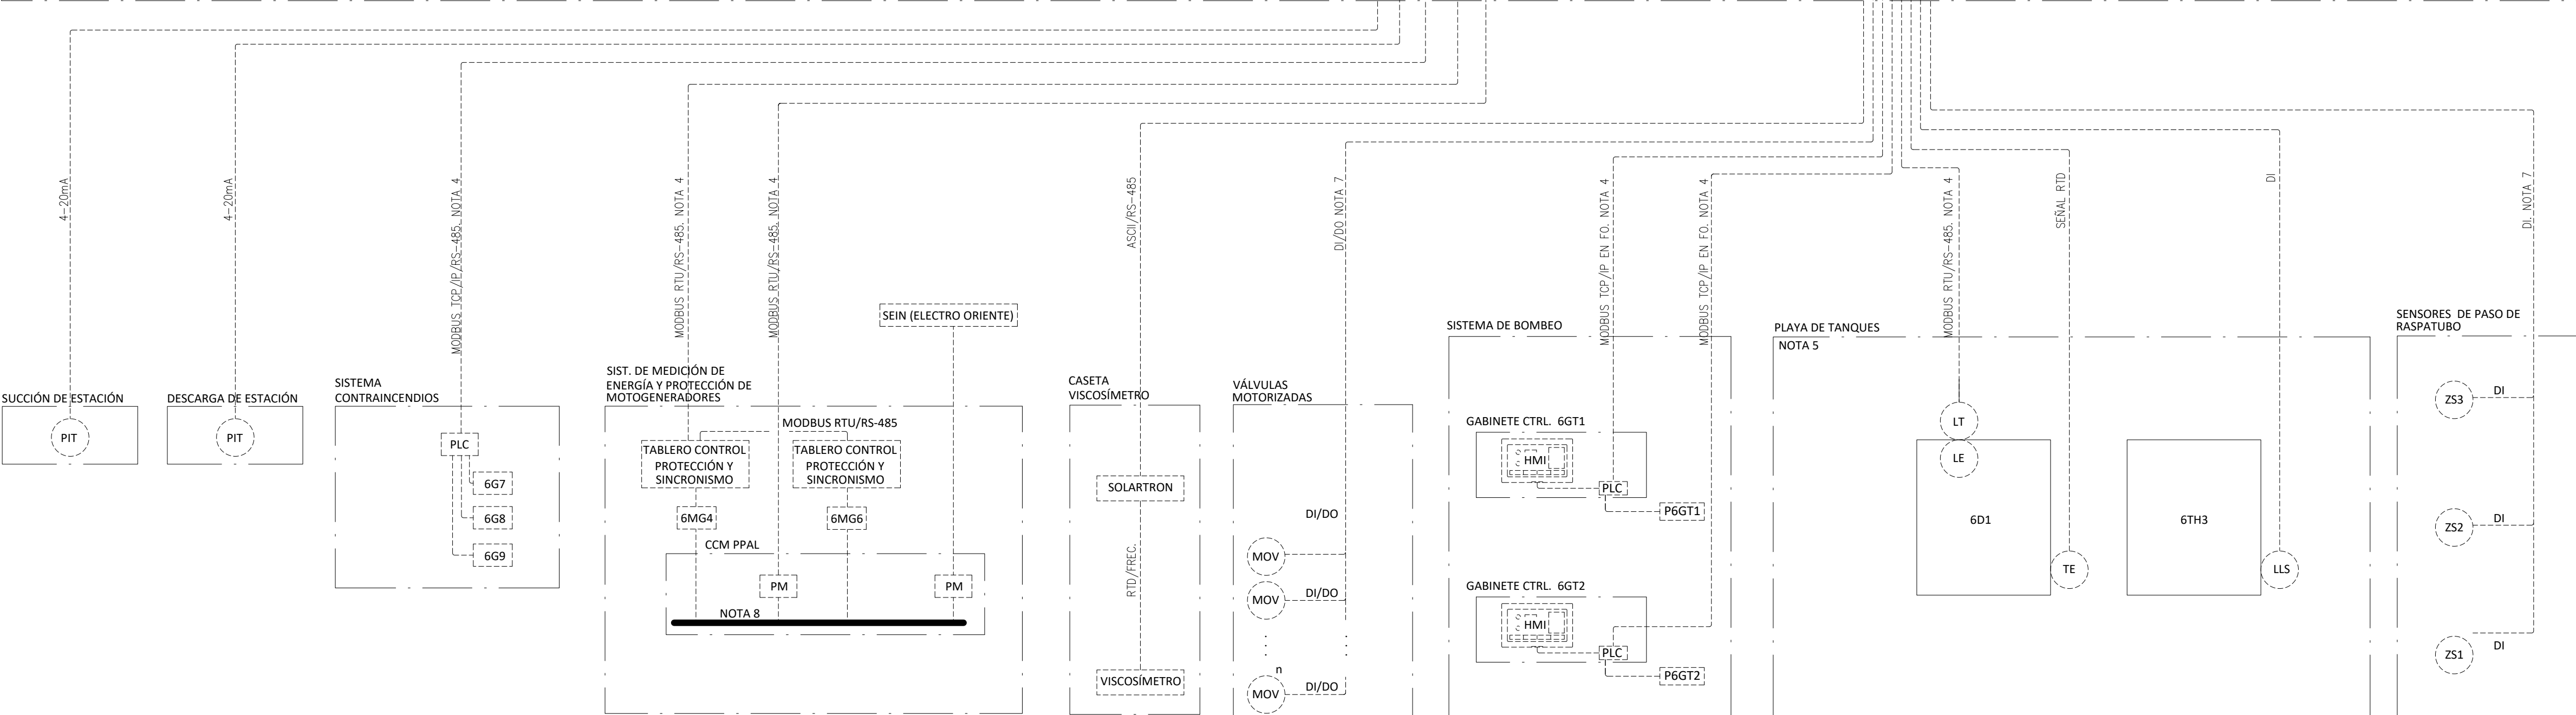 4-20mA
4-20mA
MODBUS TCP/IP/RS-485. NOTA 4
MODBUS RTU/RS-485. NOTA 4
MODBUS RTU/RS-485. NOTA 4
ASCII/RS-485
DI/DO NOTA 7
MODBUS TCP/IP EN FO. NOTA 4
MODBUS TCP/IP EN FO. NOTA 4
MODBUS RTU/RS-485. NOTA 4
SEÑAL RTD
DI
DI. NOTA 7
SUCCIÓN DE ESTACIÓN
PIT
DESCARGA DE ESTACIÓN
PIT
SISTEMA
CONTRAINCENDIOS
PLC
6G7
6G8
6G9
SIST. DE MEDICIÓN DE
ENERGÍA Y PROTECCIÓN DE
MOTOGENERADORES
SEIN (ELECTRO ORIENTE)
MODBUS RTU/RS-485
TABLERO CONTROL
PROTECCIÓN Y
SINCRONISMO
TABLERO CONTROL
PROTECCIÓN Y
SINCRONISMO
6MG4
6MG6
CCM PPAL
PM
PM
NOTA 8
CASETA
VISCOSÍMETRO
SOLARTRON
RTD/FREC.
VISCOSÍMETRO
VÁLVULAS
MOTORIZADAS
DI/DO
MOV
DI/DO
MOV
n
DI/DO
MOV
SISTEMA DE BOMBEO
GABINETE CTRL. 6GT1
HMI
PLC
P6GT1
GABINETE CTRL. 6GT2
HMI
PLC
P6GT2
PLAYA DE TANQUES
NOTA 5
LT
LE
6D1
TE
6TH3
LLS
SENSORES DE PASO DE
RASPATUBO
ZS3
DI
ZS2
DI
ZS1
DI